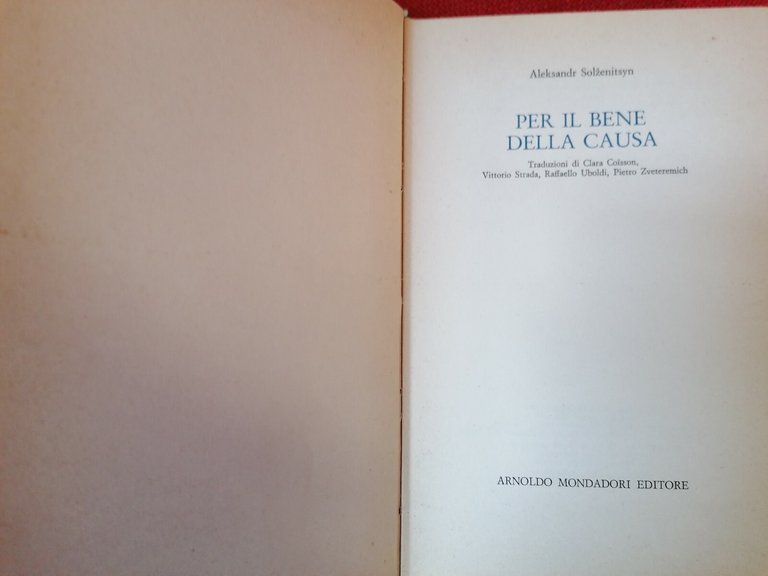 Aleksandr Solženitsyn
PER IL BENE
DELLA CAUSA
Traduzioni di Clara Coïsson,
Vittorio Strada, Raffaello Uboldi, Pietro Zveteremich
ARNOLDO MONDADORI EDITORE